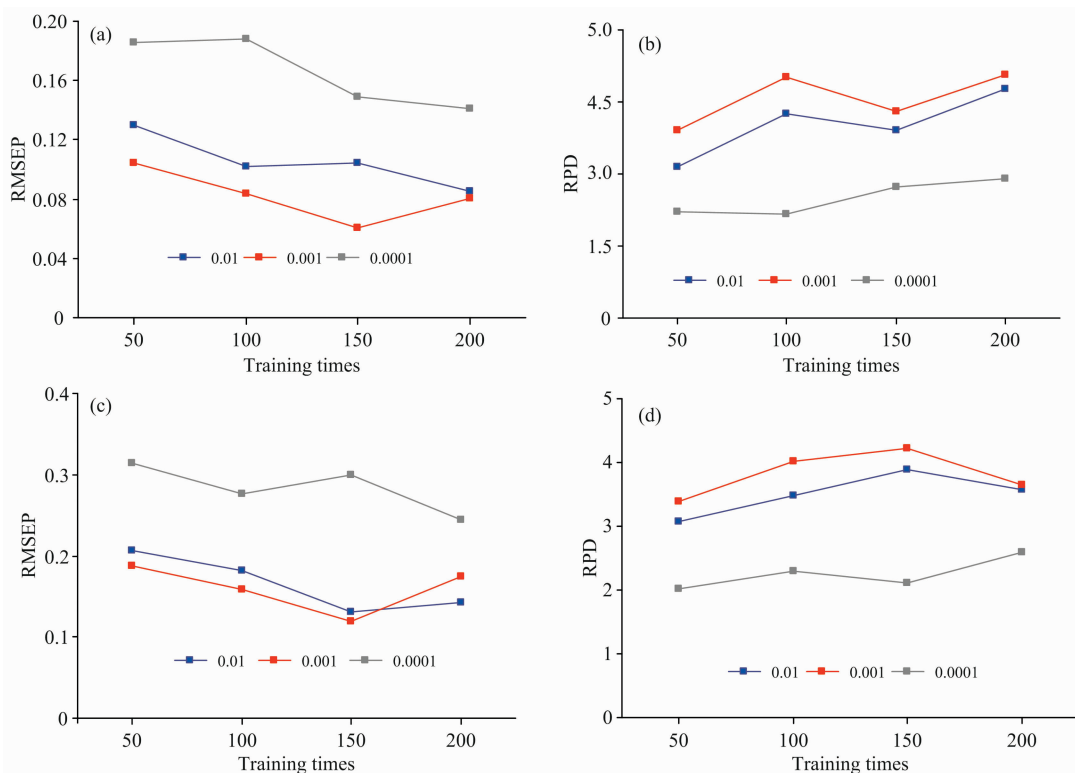 (a)
0.20
0.16
0.12
0.08
0.04
0
RMSEP
0.01 0.001 0.0001
50 100 150 200
Training times
(b)
5.0
4.5
3.0
1.5
0
RPD
0.01 0.001 0.0001
50 100 150 200
Training times
(c)
0.4
0.3
0.2
0.1
0
RMSEP
0.01 0.001 0.0001
50 100 150 200
Training times
(d)
5
4
3
2
1
0
RPD
0.01 0.001 0.0001
50 100 150 200
Training times